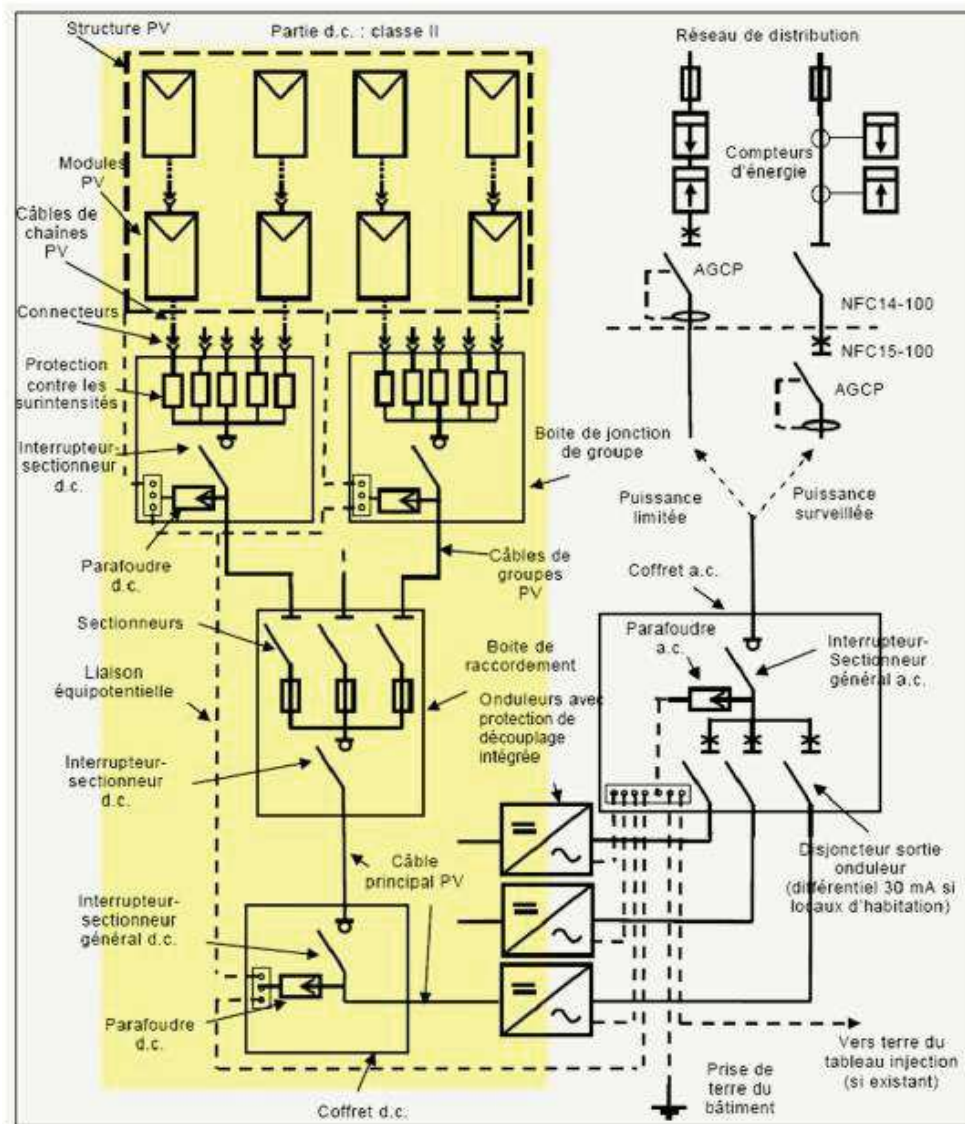 Structure PV
Partie d.c. : classe II
Réseau de distribution
Modules
PV
Compteurs
d'énergie
Câbles de
chaînes
PV
AGCP
NFC14-100
Connecteurs
NFC15-100
Protection
contre les
surintensités
AGCP
Interrupteur-
sectionneur
d.c.
Boite de jonction
de groupe
Puissance
limitée
Puissance
surveillée
Parafoudre
d.c.
Câbles de
groupes
PV
Coffret a.c.
Sectionneurs
Parafoudre
a.c.
Interrupteur-
Sectionneur
général a.c.
Boite de
raccordement
Liaison
équipotentielle
Onduleurs avec
protection de
découplage
intégrée
Interrupteur-
sectionneur
d.c.
Disjoncteur sortie
onduleur
(différentiel 30 mA si
locaux d'habitation)
Câble
principal PV
Interrupteur-
sectionneur
général d.c.
Parafoudre
d.c.
Vers terre du
tableau injection
(si existant)
Prise de
terre du
bâtiment
Coffret d.c.